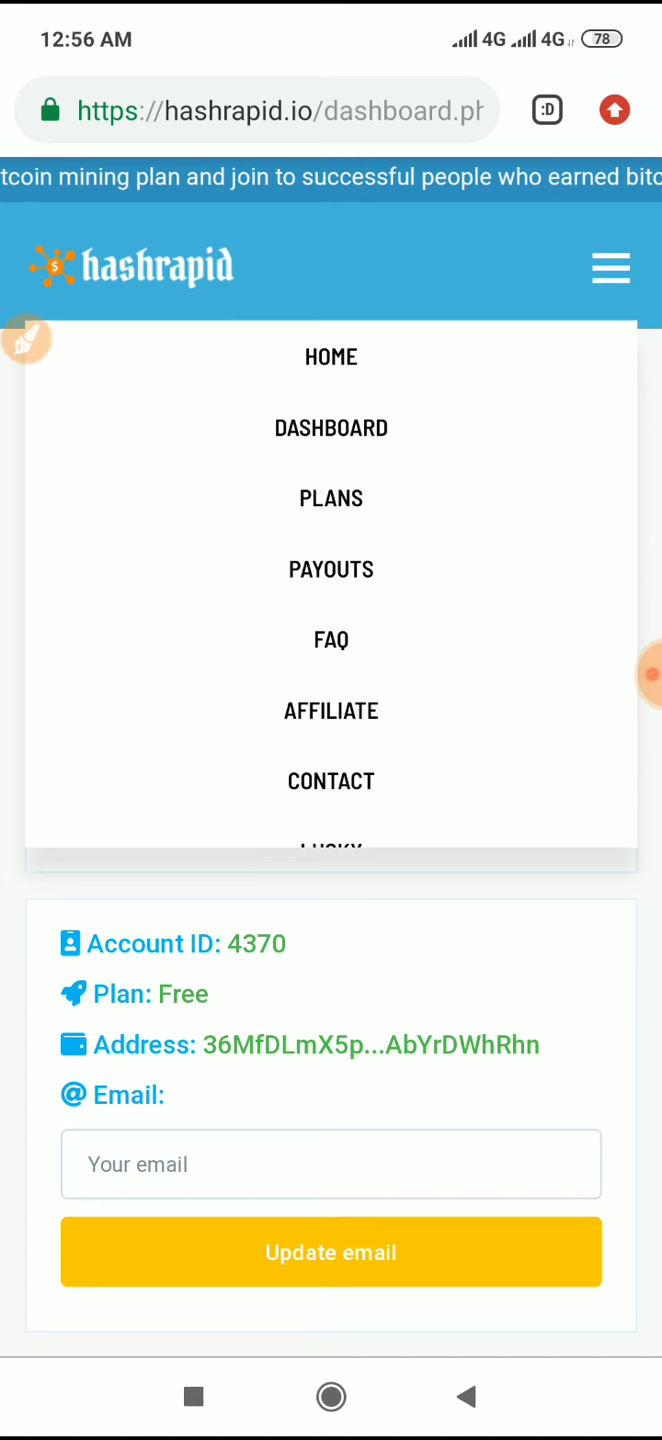 12:56 AM 4G 4G 78
https://hashrapid.io/dashboard.ph
tcoin mining plan and join to successful people who earned bitc
hashrapid
HOME
DASHBOARD
PLANS
PAYOUTS
FAQ
AFFILIATE
CONTACT
LUCKY
Account ID: 4370
Plan: Free
Address: 36MfDLmX5p...AbYrDWhRhn
Email:
Your email
Update email